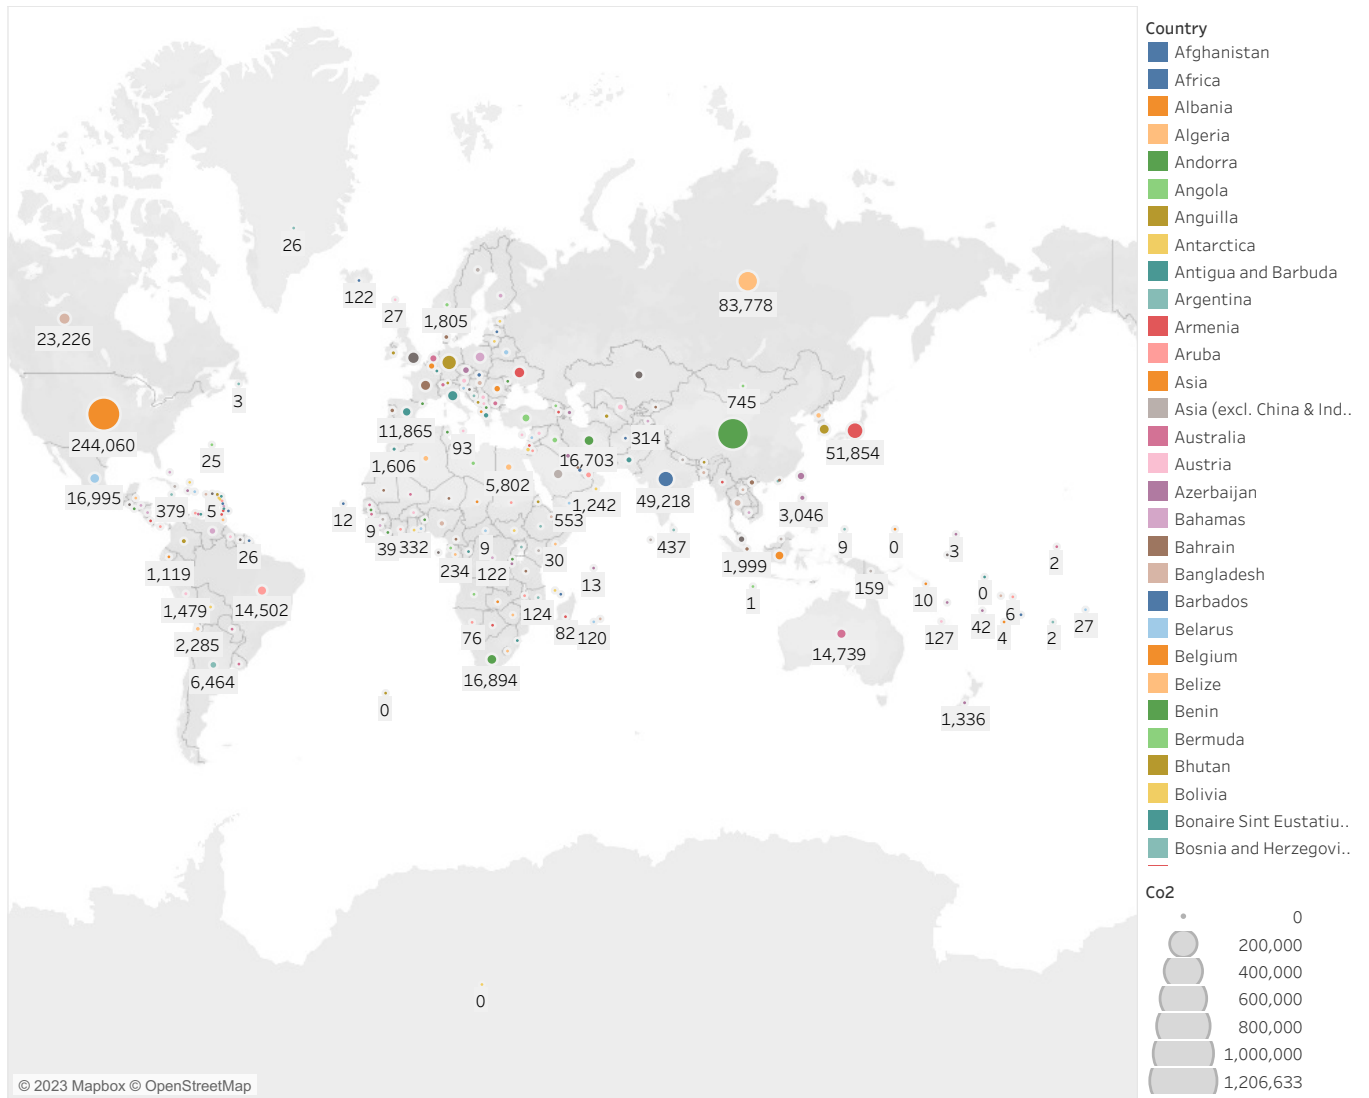 26
122
27
1,805
83,778
23,226
3
745
244,060
11,865
93
314
51,854
25
1,606
16,703
16,995
5,802
49,218
379
5
1,242
12
9
553
3,046
39
332
9
437
26
30
9
0
3
2
234
122
1,999
1,119
13
159
0
1
10
1,479
14,502
124
6
76
82
120
127
42
4
2
27
2,285
14,739
6,464
16,894
0
1,336
0
© 2023 Mapbox © OpenStreetMap
Country
Afghanistan
Africa
Albania
Algeria
Andorra
Angola
Anguilla
Antarctica
Antigua and Barbuda
Argentina
Armenia
Aruba
Asia
Asia (excl. China & Ind..
Australia
Austria
Azerbaijan
Bahamas
Bahrain
Bangladesh
Barbados
Belarus
Belgium
Belize
Benin
Bermuda
Bhutan
Bolivia
Bonaire Sint Eustatiu..
Bosnia and Herzegovi..
Co2
0
200,000
400,000
600,000
800,000
1,000,000
1,206,633